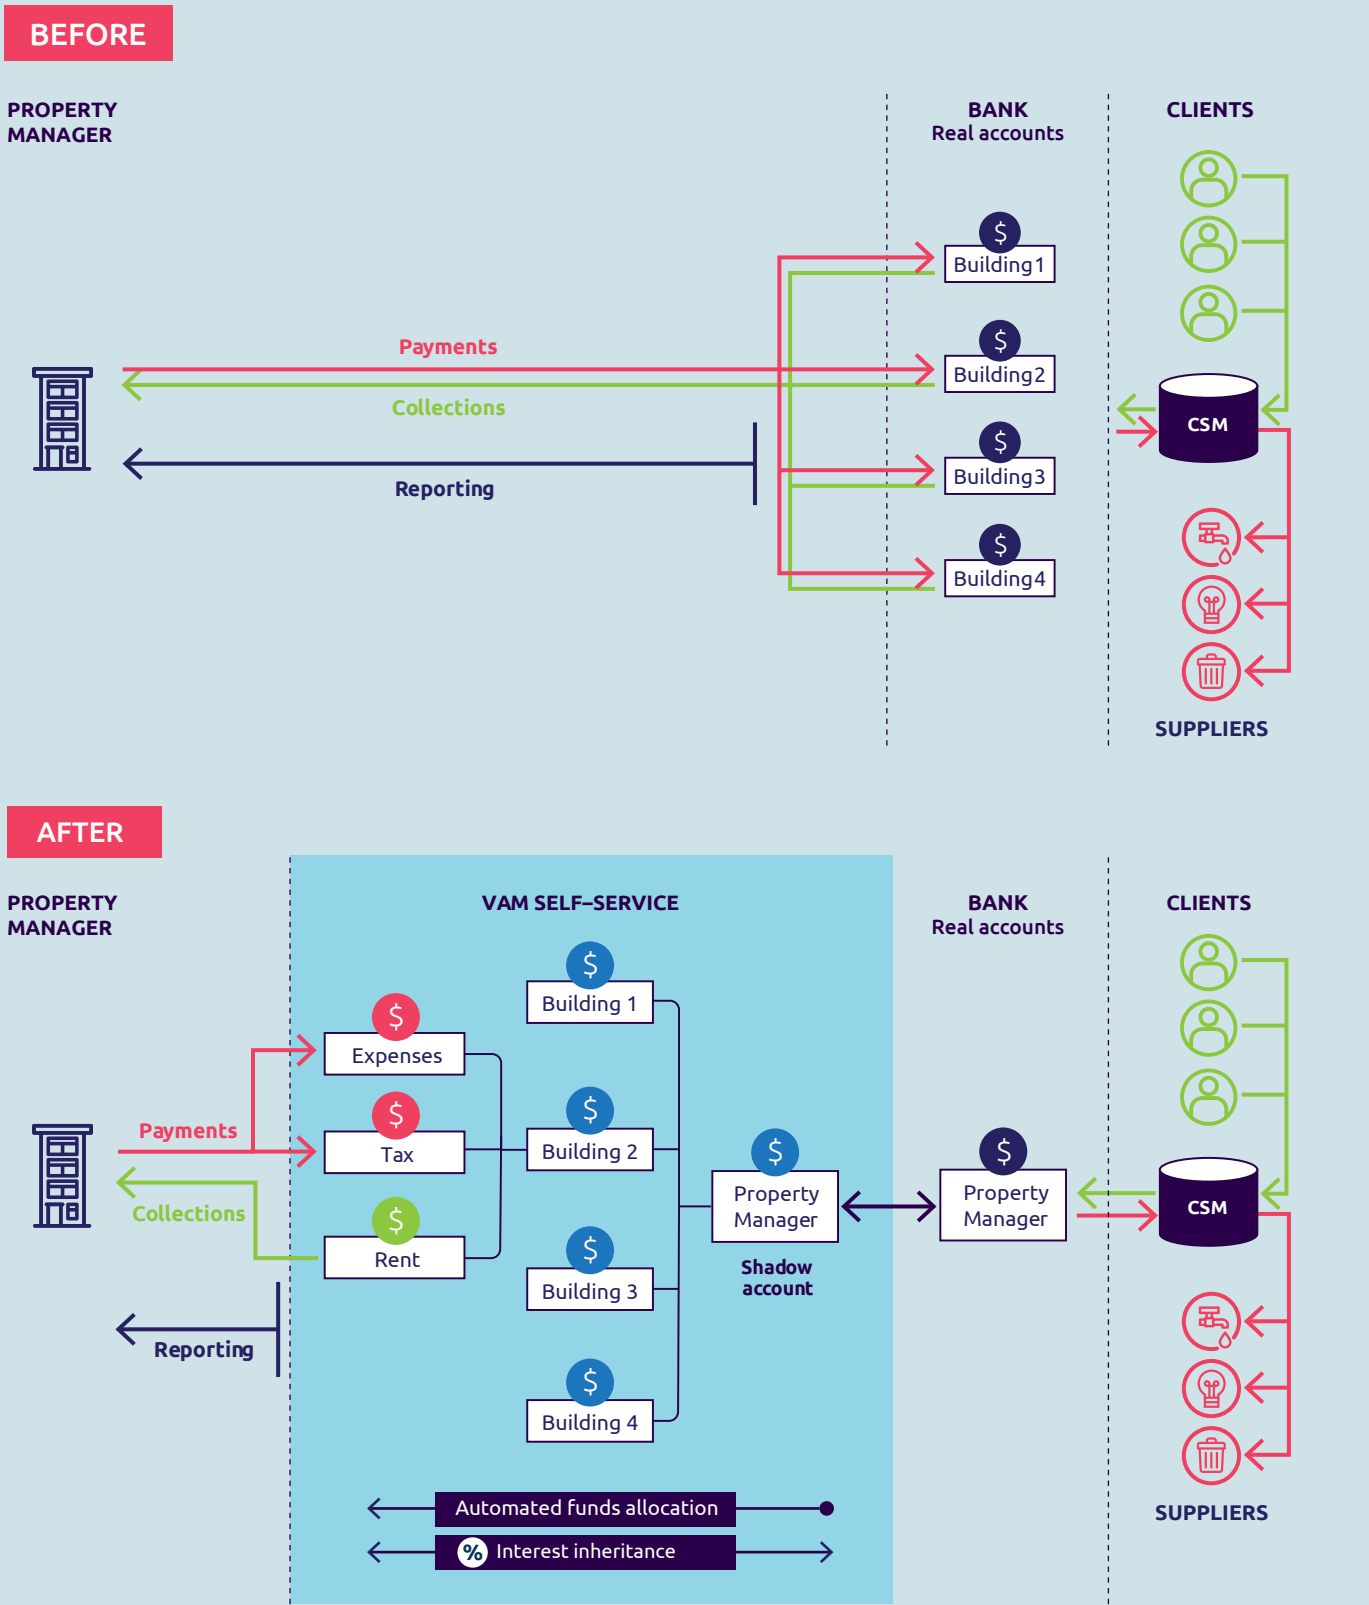 BEFORE
PROPERTY
MANAGER
BANK
Real accounts
CLIENTS
$
Building1
$
Building2
$
Building3
$
Building4
Payments
Collections
Reporting
CSM
SUPPLIERS
AFTER
PROPERTY
MANAGER
VAM SELF–SERVICE
BANK
Real accounts
CLIENTS
$
Building 1
$
Expenses
$
Tax
$
Building 2
$
Rent
$
Building 3
$
Building 4
Payments
Collections
Reporting
$
Property
Manager
Shadow
account
$
Property
Manager
CSM
SUPPLIERS
Automated funds allocation
% Interest inheritance